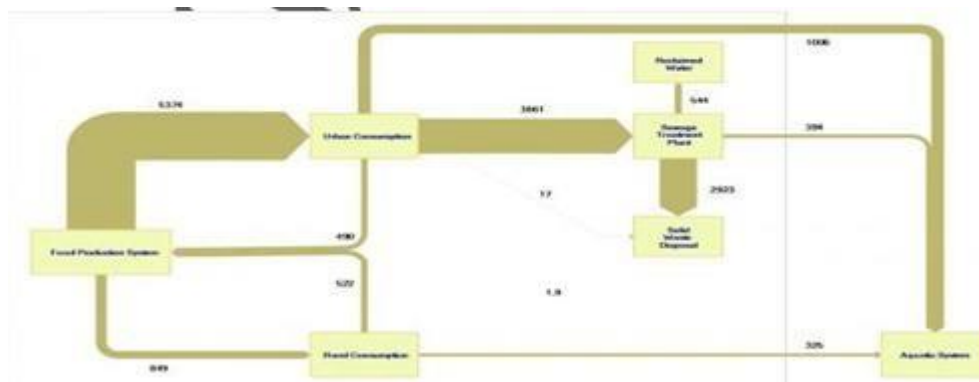 1006
Reclaimed
Water
5374
544
3861
Urban Consumption
Sewage
Treatment
Plant
394
2923
17
490
Solid
Waste
Disposal
Food Production System
522
1.9
Rural Consumption
325
Aquatic System
849